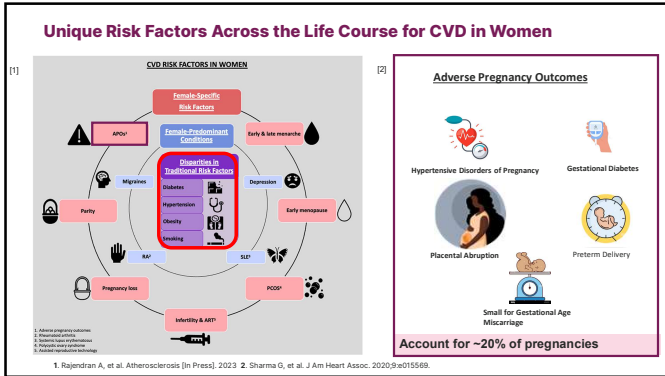 Unique Risk Factors Across the Life Course for CVD in Women
[1]
CVD RISK FACTORS IN WOMEN
Female-Specific
Risk Factors
Female-Predominant
Conditions
Disparities in
Traditional Risk Factors
Diabetes
Hypertension
Obesity
Smoking
APOs¹
Early & late menarche
Migraines
Depression
Parity
Early menopause
RA²
SLE³
Pregnancy loss
PCOS⁴
Infertility & ART⁵
1. Adverse pregnancy outcomes
2. Rheumatoid arthritis
3. Systemic lupus erythematosus
4. Polycystic ovary syndrome
5. Assisted reproductive technology
[2]
Adverse Pregnancy Outcomes
Hypertensive Disorders of Pregnancy
Gestational Diabetes
Placental Abruption
Preterm Delivery
Small for Gestational Age
Miscarriage
Account for ~20% of pregnancies
1. Rajendran A, et al. Atherosclerosis [In Press]. 2023 2. Sharma G, et al. J Am Heart Assoc. 2020;9:e015569.